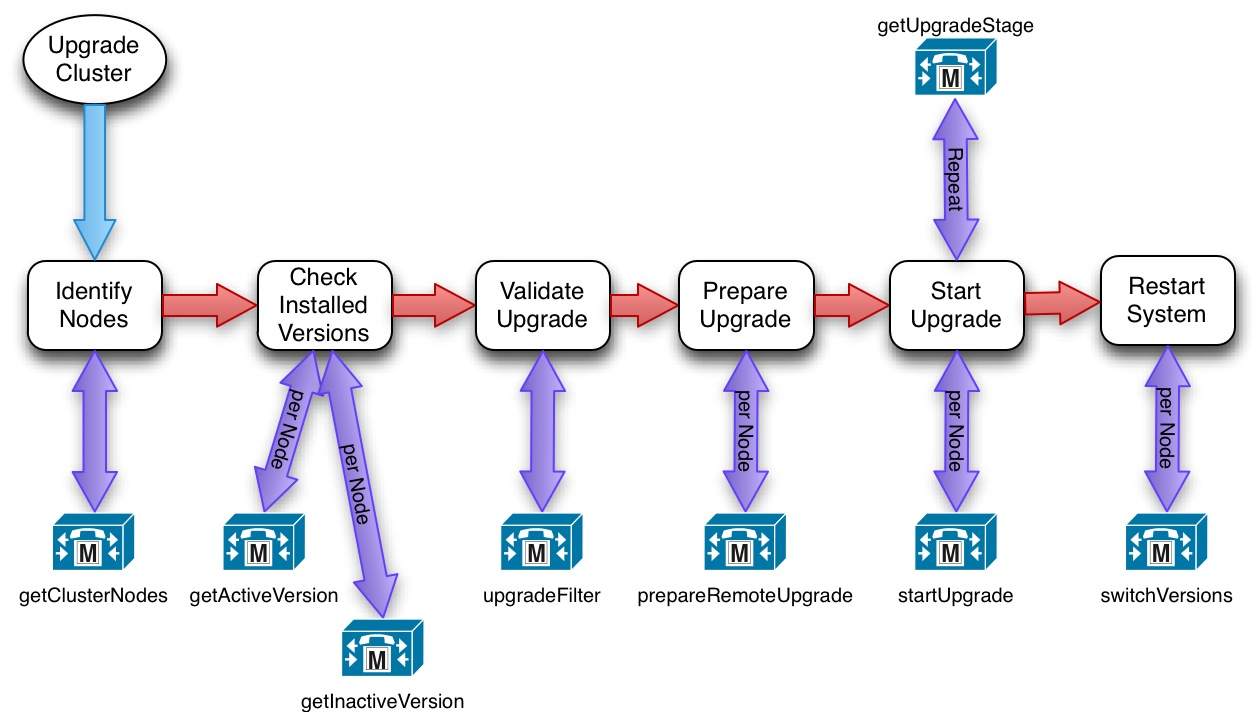 getUpgradeStage
Upgrade
Cluster
M
Repeat
Identify
Nodes
Check
Installed
Versions
Validate
Upgrade
Prepare
Upgrade
Start
Upgrade
Restart
System
per Node
per Node
per Node
per Node
per Node
M
M
M
M
M
M
getClusterNodes
getActiveVersion
upgradeFilter
prepareRemoteUpgrade
startUpgrade
switchVersions
M
getInactiveVersion